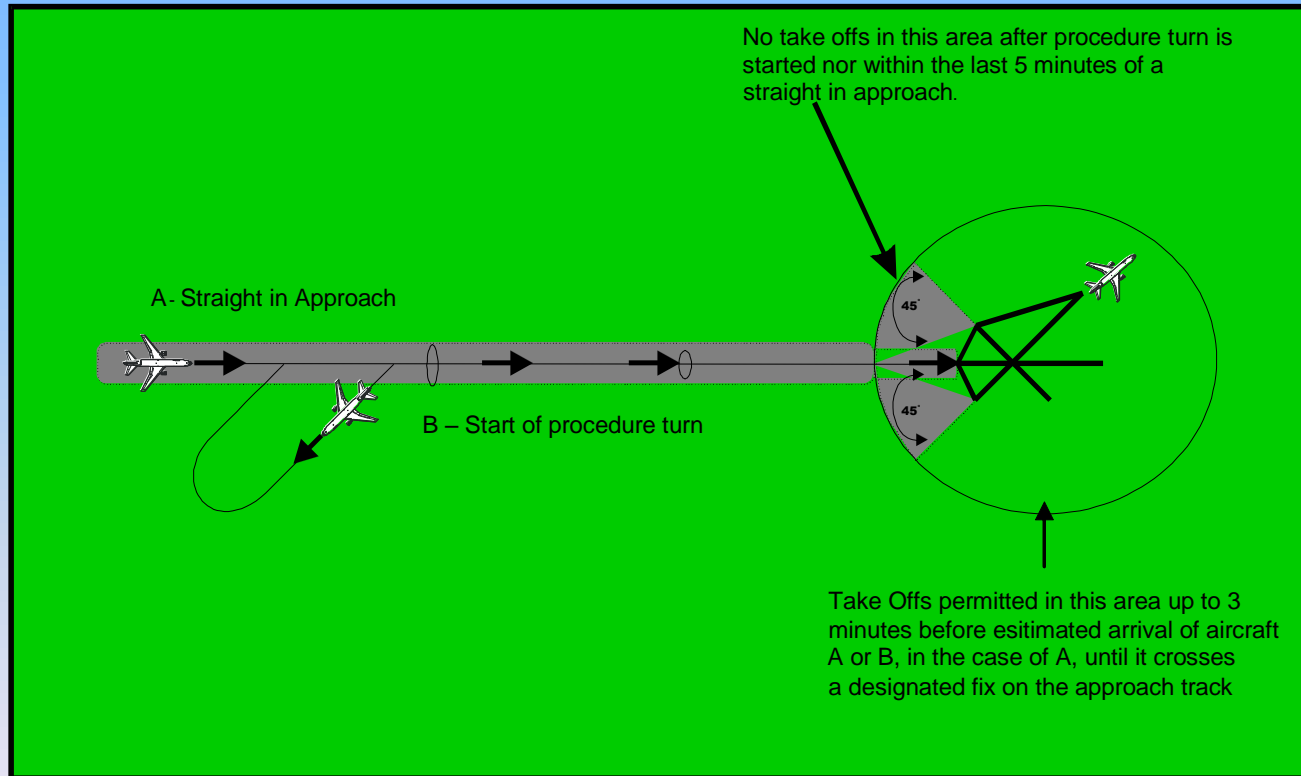 No take offs in this area after procedure turn is
started nor within the last 5 minutes of a
straight in approach.
A- Straight in Approach
45°
B – Start of procedure turn
45°
Take Offs permitted in this area up to 3
minutes before esitimated arrival of aircraft
A or B, in the case of A, until it crosses
a designated fix on the approach track